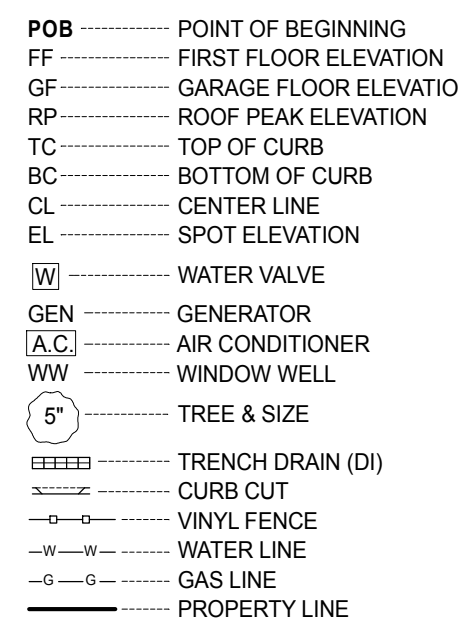 POB POINT OF BEGINNING
FF FIRST FLOOR ELEVATION
GF GARAGE FLOOR ELEVATIO
RP ROOF PEAK ELEVATION
TC TOP OF CURB
BC BOTTOM OF CURB
CL CENTER LINE
EL SPOT ELEVATION
W WATER VALVE
GEN GENERATOR
A.C. AIR CONDITIONER
WW WINDOW WELL
5" TREE & SIZE
TRENCH DRAIN (DI)
CURB CUT
VINYL FENCE
W W WATER LINE
G G GAS LINE
PROPERTY LINE